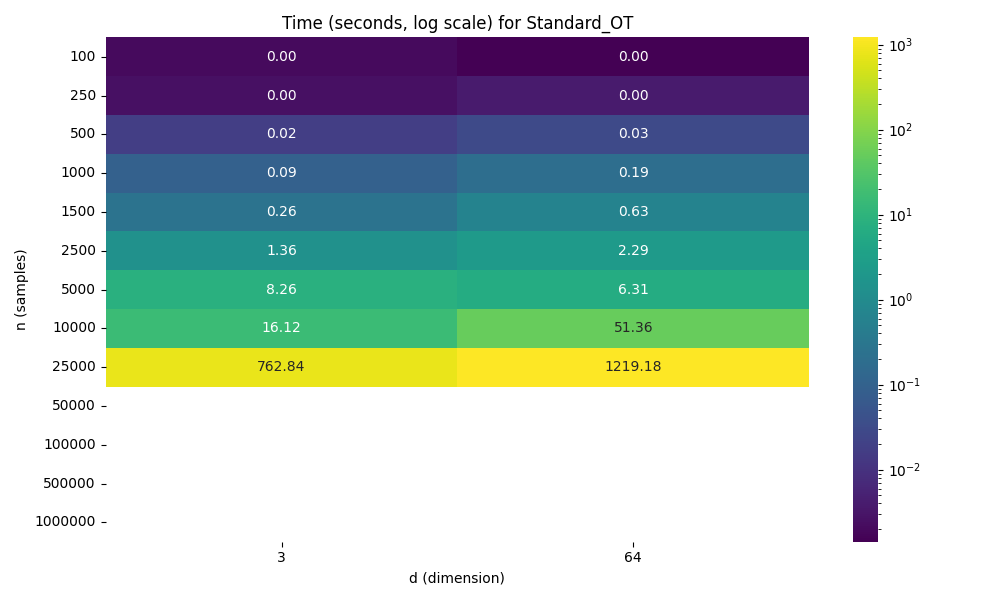 Time (seconds, log scale) for Standard_OT
100 0.00 0.00
250 0.00 0.00
500 0.02 0.03
1000 0.09 0.19
1500 0.26 0.63
2500 1.36 2.29
5000 8.26 6.31
10000 16.12 51.36
25000 762.84 1219.18
50000
100000
500000
1000000
n (samples)
3 64
d (dimension)
10³
10²
10¹
10⁰
10⁻¹
10⁻²